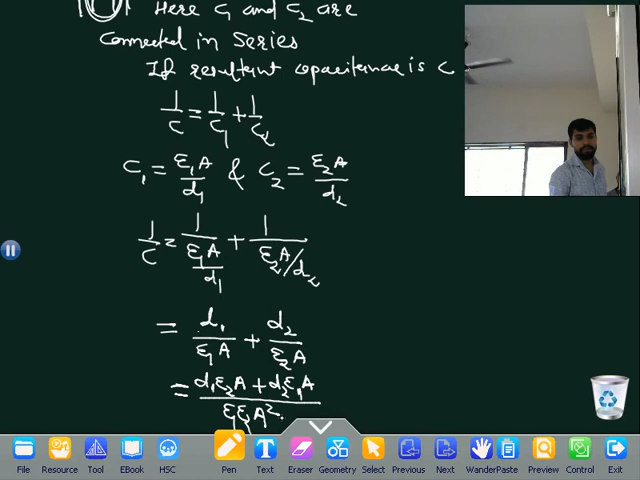 Here C₁ and C₂ are
Connected in Series
If resultant capacitance is C
1/C = 1/C₁ + 1/C₂
C₁ = ε₁A/d₁ & C₂ = ε₂A/d₂
1/C = 1/(ε₁A/d₁) + 1/(ε₂A/d₂)
= d₁/ε₁A + d₂/ε₂A
= (d₁ε₂A + d₂ε₁A)/(ε₁ε₂A²)
File Resource Tool EBook HSC Pen Text Eraser Geometry Select Previous Next WanderPaste Preview Control Exit